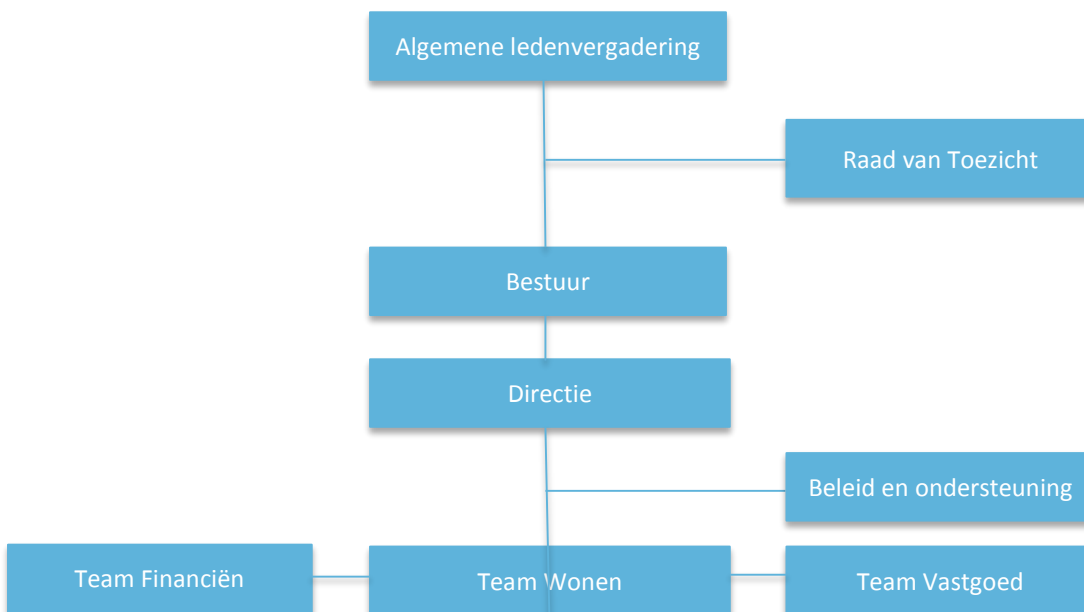 Algemene ledenvergadering
Raad van Toezicht
Bestuur
Directie
Beleid en ondersteuning
Team Financiën
Team Wonen
Team Vastgoed